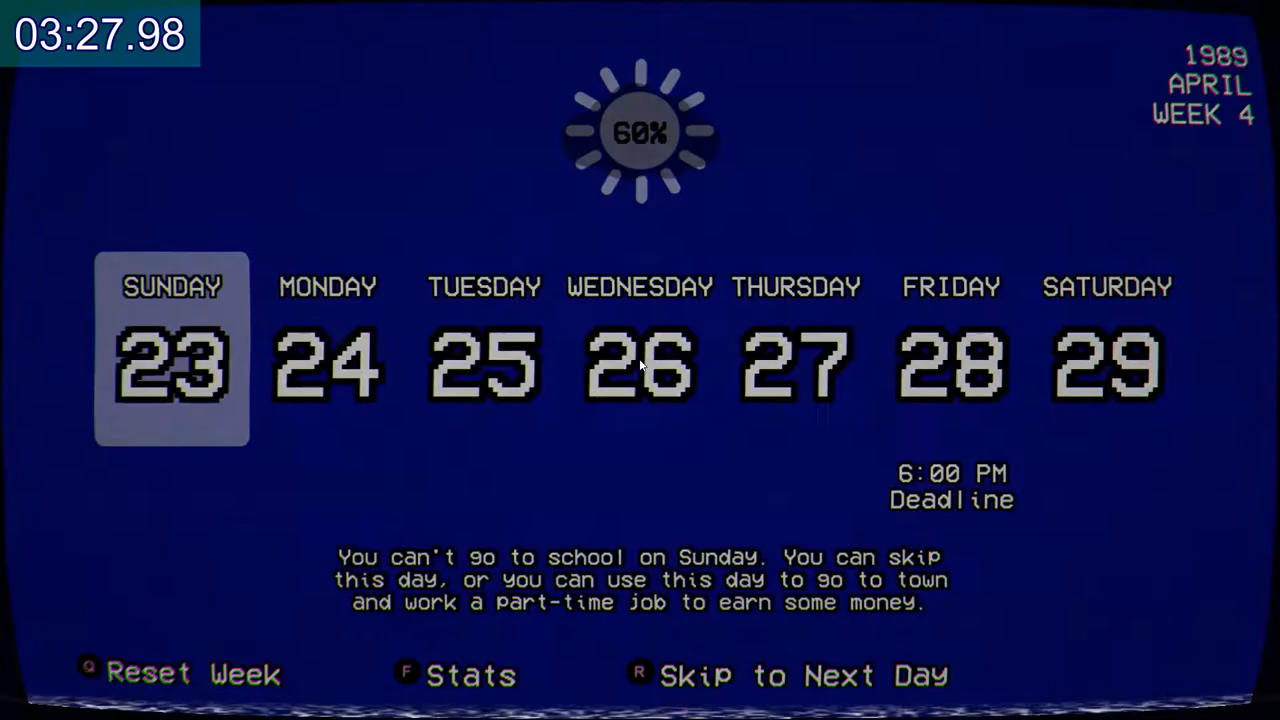 03:27.98
1989
APRIL
WEEK 4
60%
SUNDAY MONDAY TUESDAY WEDNESDAY THURSDAY FRIDAY SATURDAY
23 24 25 26 27 28 29
6:00 PM
Deadline
You can't go to school on Sunday. You can skip
this day, or you can use this day to go to town
and work a part-time job to earn some money.
Q Reset Week F Stats R Skip to Next Day